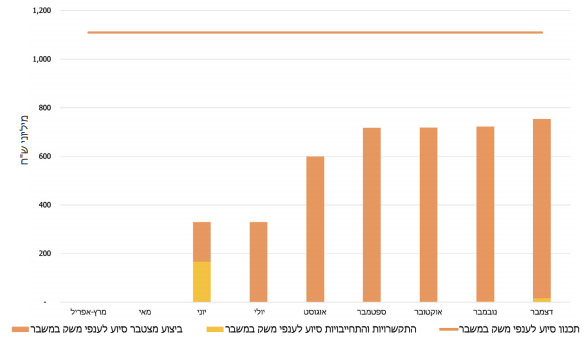 1,200
1,000
800
600
400
200
-
מיליוני ש"ח
מרץ-אפריל מאי יוני יולי אוגוסט ספטמבר אוקטובר נובמבר דצמבר
תכנון סיוע לענפי משק במשבר התקשרויות והתחייבויות סיוע לענפי משק במשבר ביצוע מצטבר סיוע לענפי משק במשבר